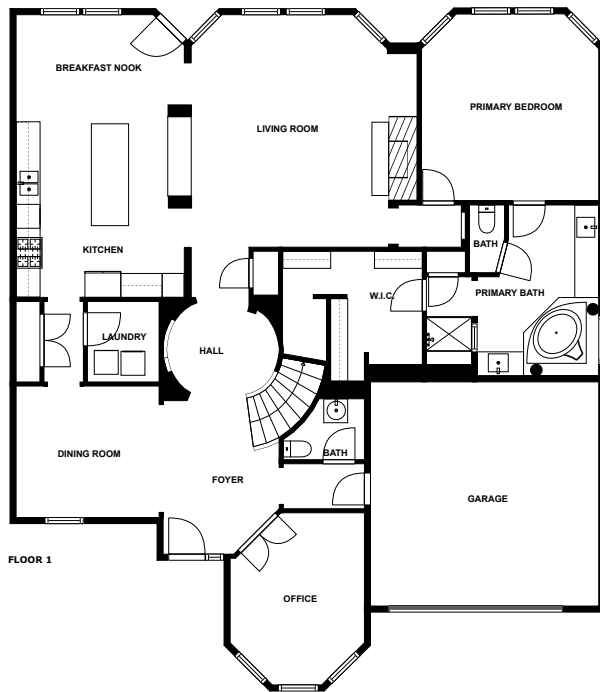 BREAKFAST NOOK
PRIMARY BEDROOM
LIVING ROOM
KITCHEN
BATH
PRIMARY BATH
W.I.C.
LAUNDRY
HALL
DINING ROOM
BATH
FOYER
GARAGE
FLOOR 1
OFFICE